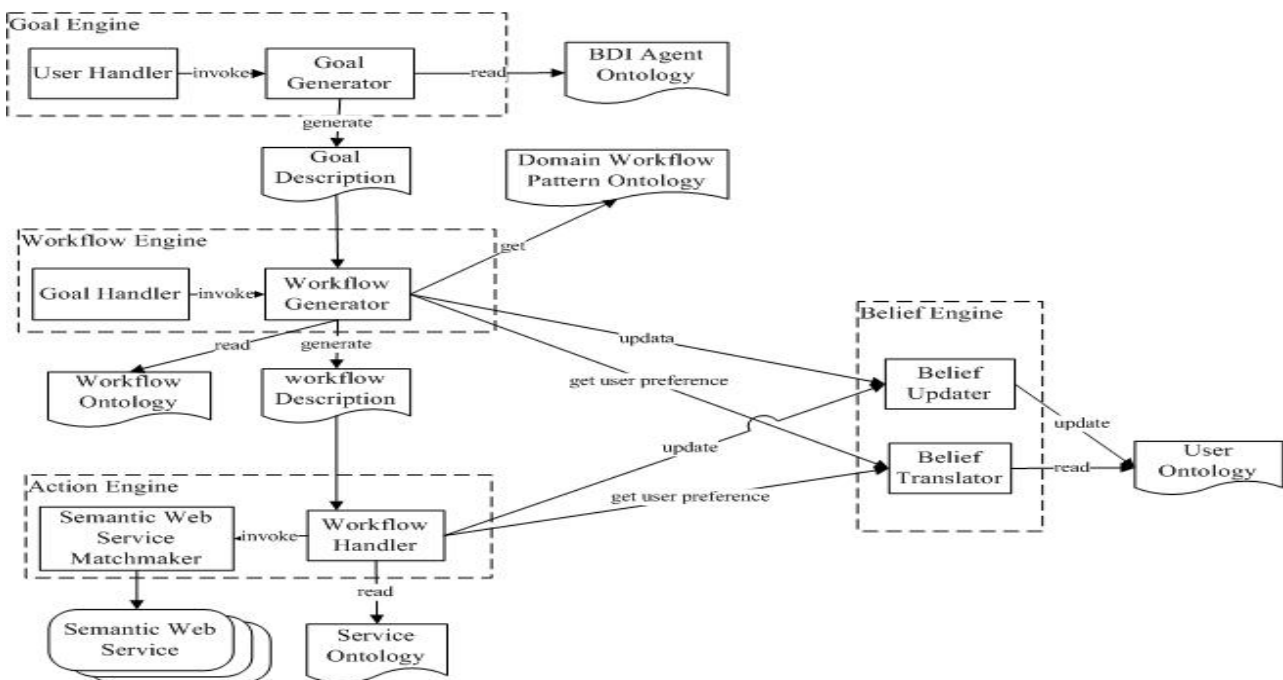 Goal Engine
User Handler
invoke
Goal
Generator
read
BDI Agent
Ontology
generate
Goal
Description
Domain Workflow
Pattern Ontology
Workflow Engine
get
Goal Handler
invoke
Workflow
Generator
Belief Engine
read
generate
updata
Workflow
Ontology
workflow
Description
get user preference
Belief
Updater
update
update
User
Ontology
Belief
Translator
read
Action Engine
get user preference
Semantic Web
Service
Matchmaker
invoke
Workflow
Handler
read
Semantic Web
Service
Service
Ontology